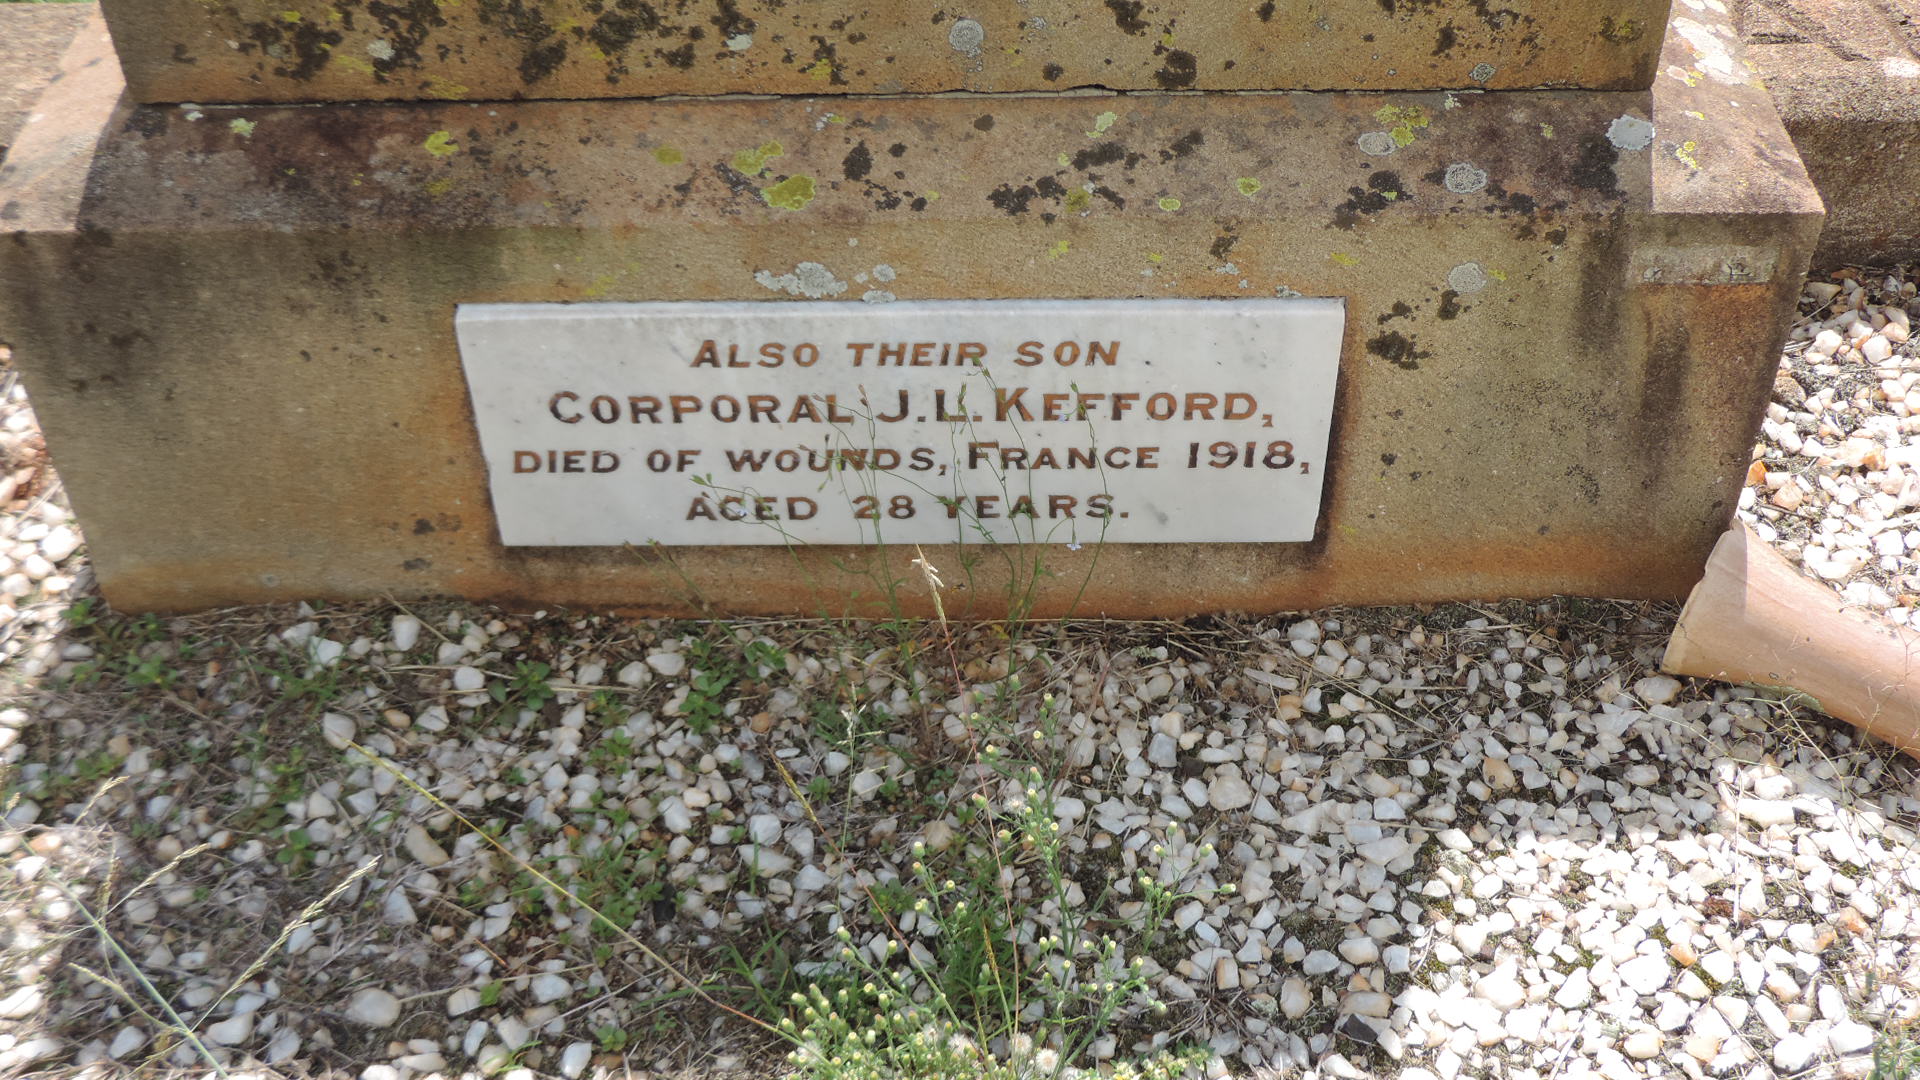 ALSO THEIR SON
CORPORAL J.L. KEFFORD,
DIED OF WOUNDS, FRANCE 1918,
AGED 28 YEARS.